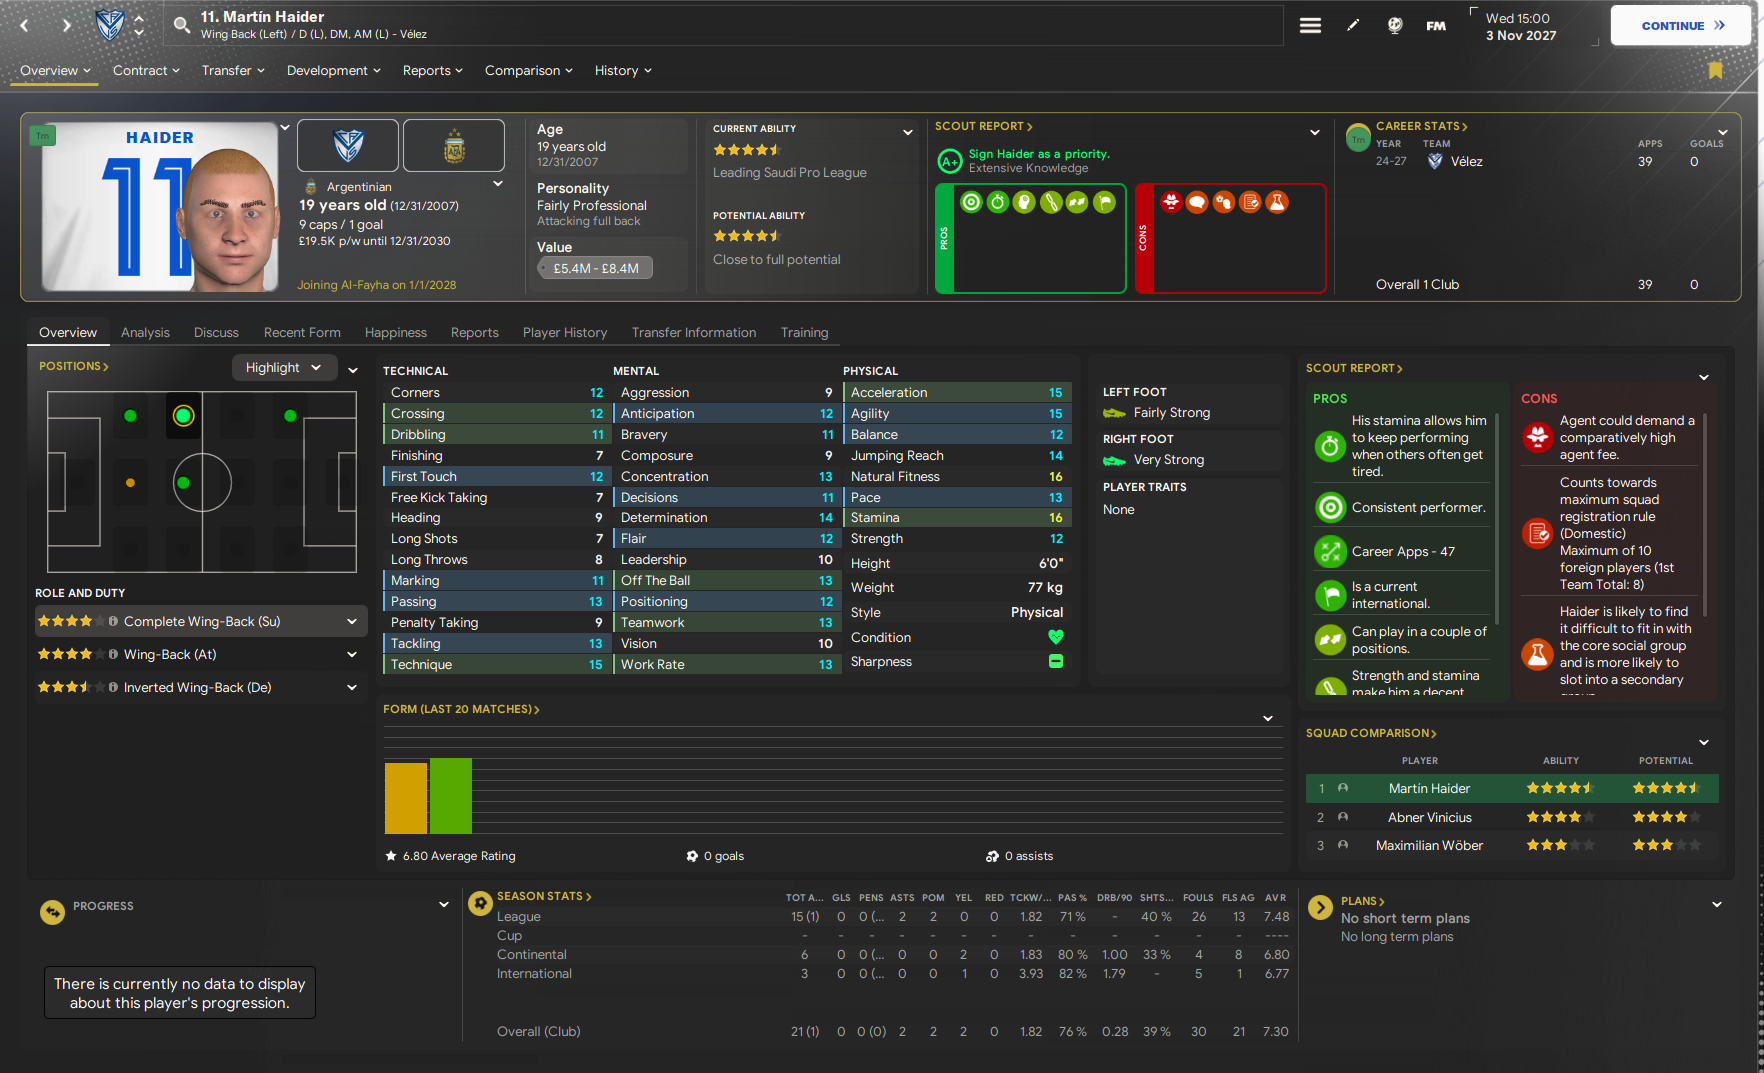 11. Martín Haider
Wing Back (Left) / D (L), DM, AM (L) - Vélez
FM
Wed 15:00
3 Nov 2027
CONTINUE
Overview
Contract
Transfer
Development
Reports
Comparison
History
Trn
HAIDER
11
Argentinian
19 years old (12/31/2007)
9 caps / 1 goal
£19.5K p/w until 12/31/2030
Joining Al-Fayha on 1/1/2028
Age
19 years old
12/31/2007
Personality
Fairly Professional
Attacking full back
Value
£5.4M - £8.4M
CURRENT ABILITY
Leading Saudi Pro League
POTENTIAL ABILITY
Close to full potential
SCOUT REPORT
A+
Sign Haider as a priority.
Extensive Knowledge
PROS
CONS
Trn
CAREER STATS
YEAR TEAM APPS GOALS
24-27 Vélez 39 0
Overall 1 Club 39 0
Overview
Analysis
Discuss
Recent Form
Happiness
Reports
Player History
Transfer Information
Training
POSITIONS
Highlight
ROLE AND DUTY
Complete Wing-Back (Su)
Wing-Back (At)
Inverted Wing-Back (De)
TECHNICAL
Corners 12
Crossing 12
Dribbling 11
Finishing 7
First Touch 12
Free Kick Taking 7
Heading 9
Long Shots 7
Long Throws 8
Marking 11
Passing 13
Penalty Taking 9
Tackling 13
Technique 15
MENTAL
Aggression 9
Anticipation 12
Bravery 11
Composure 9
Concentration 13
Decisions 11
Determination 14
Flair 12
Leadership 10
Off The Ball 13
Positioning 12
Teamwork 13
Vision 10
Work Rate 13
PHYSICAL
Acceleration 15
Agility 15
Balance 12
Jumping Reach 14
Natural Fitness 16
Pace 13
Stamina 16
Strength 12
Height 6'0"
Weight 77 kg
Style Physical
Condition
Sharpness
LEFT FOOT
Fairly Strong
RIGHT FOOT
Very Strong
PLAYER TRAITS
None
SCOUT REPORT
PROS
His stamina allows him
to keep performing
when others often get
tired.
Consistent performer.
Career Apps - 47
Is a current
international.
Can play in a couple of
positions.
Strength and stamina
make him a decent
CONS
Agent could demand a
comparatively high
agent fee.
Counts towards
maximum squad
registration rule
(Domestic)
Maximum of 10
foreign players (1st
Team Total: 8)
Haider is likely to find
it difficult to fit in with
the core social group
and is more likely to
slot into a secondary
FORM (LAST 20 MATCHES)
6.80 Average Rating
0 goals
0 assists
SQUAD COMPARISON
PLAYER ABILITY POTENTIAL
1 Martín Haider
2 Abner Vinicius
3 Maximilian Wöber
PROGRESS
There is currently no data to display
about this player's progression.
SEASON STATS
TOT A... GLS PENS ASTS POM YEL RED TCKW/... PAS % DRB/90 SHTS... FOULS FLS AG AV R
League 15 (1) 0 0 (... 2 2 0 0 1.82 71 % - 40 % 26 13 7.48
Cup - - - - - - - - - - - - - ----
Continental 6 0 0 (... 0 0 2 0 1.83 80 % 1.00 33 % 4 8 6.80
International 3 0 0 (... 0 0 1 0 3.93 82 % 1.79 - 5 1 6.77
Overall (Club) 21 (1) 0 0 (0) 2 2 2 0 1.82 76 % 0.28 39 % 30 21 7.30
PLANS
No short term plans
No long term plans